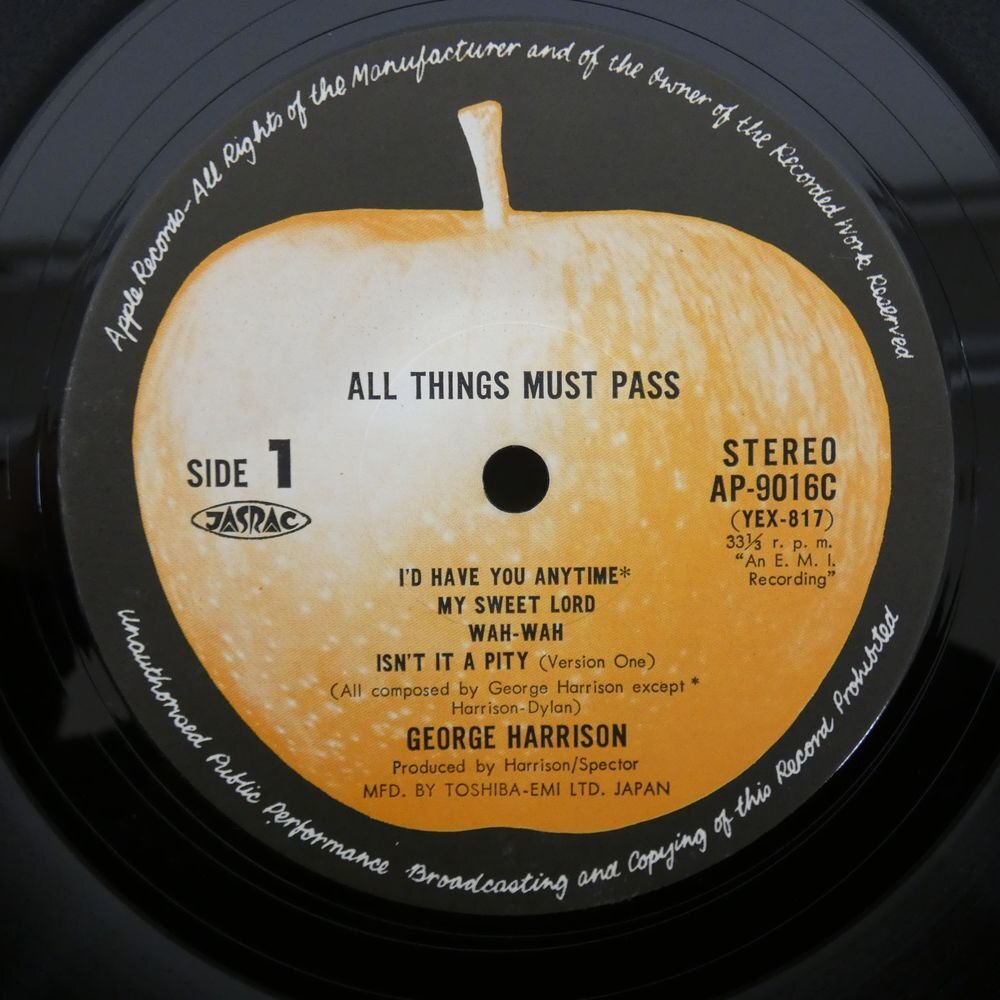 Apple Records-All Rights of the Manufacturer and of the Owner of the Recorded Work Reserved
ALL THINGS MUST PASS
SIDE 1
JASRAC
STEREO
AP-9016C
(YEX-817)
33⅓ r. p. m.
"An E. M. I.
Recording"
I'D HAVE YOU ANYTIME*
MY SWEET LORD
WAH-WAH
ISN'T IT A PITY (Version One)
(All composed by George Harrison except *
Harrison-Dylan)
GEORGE HARRISON
Produced by Harrison/Spector
MFD. BY TOSHIBA-EMI LTD. JAPAN
Unauthorised Public Performance Broadcasting and Copying of this Record Prohibited